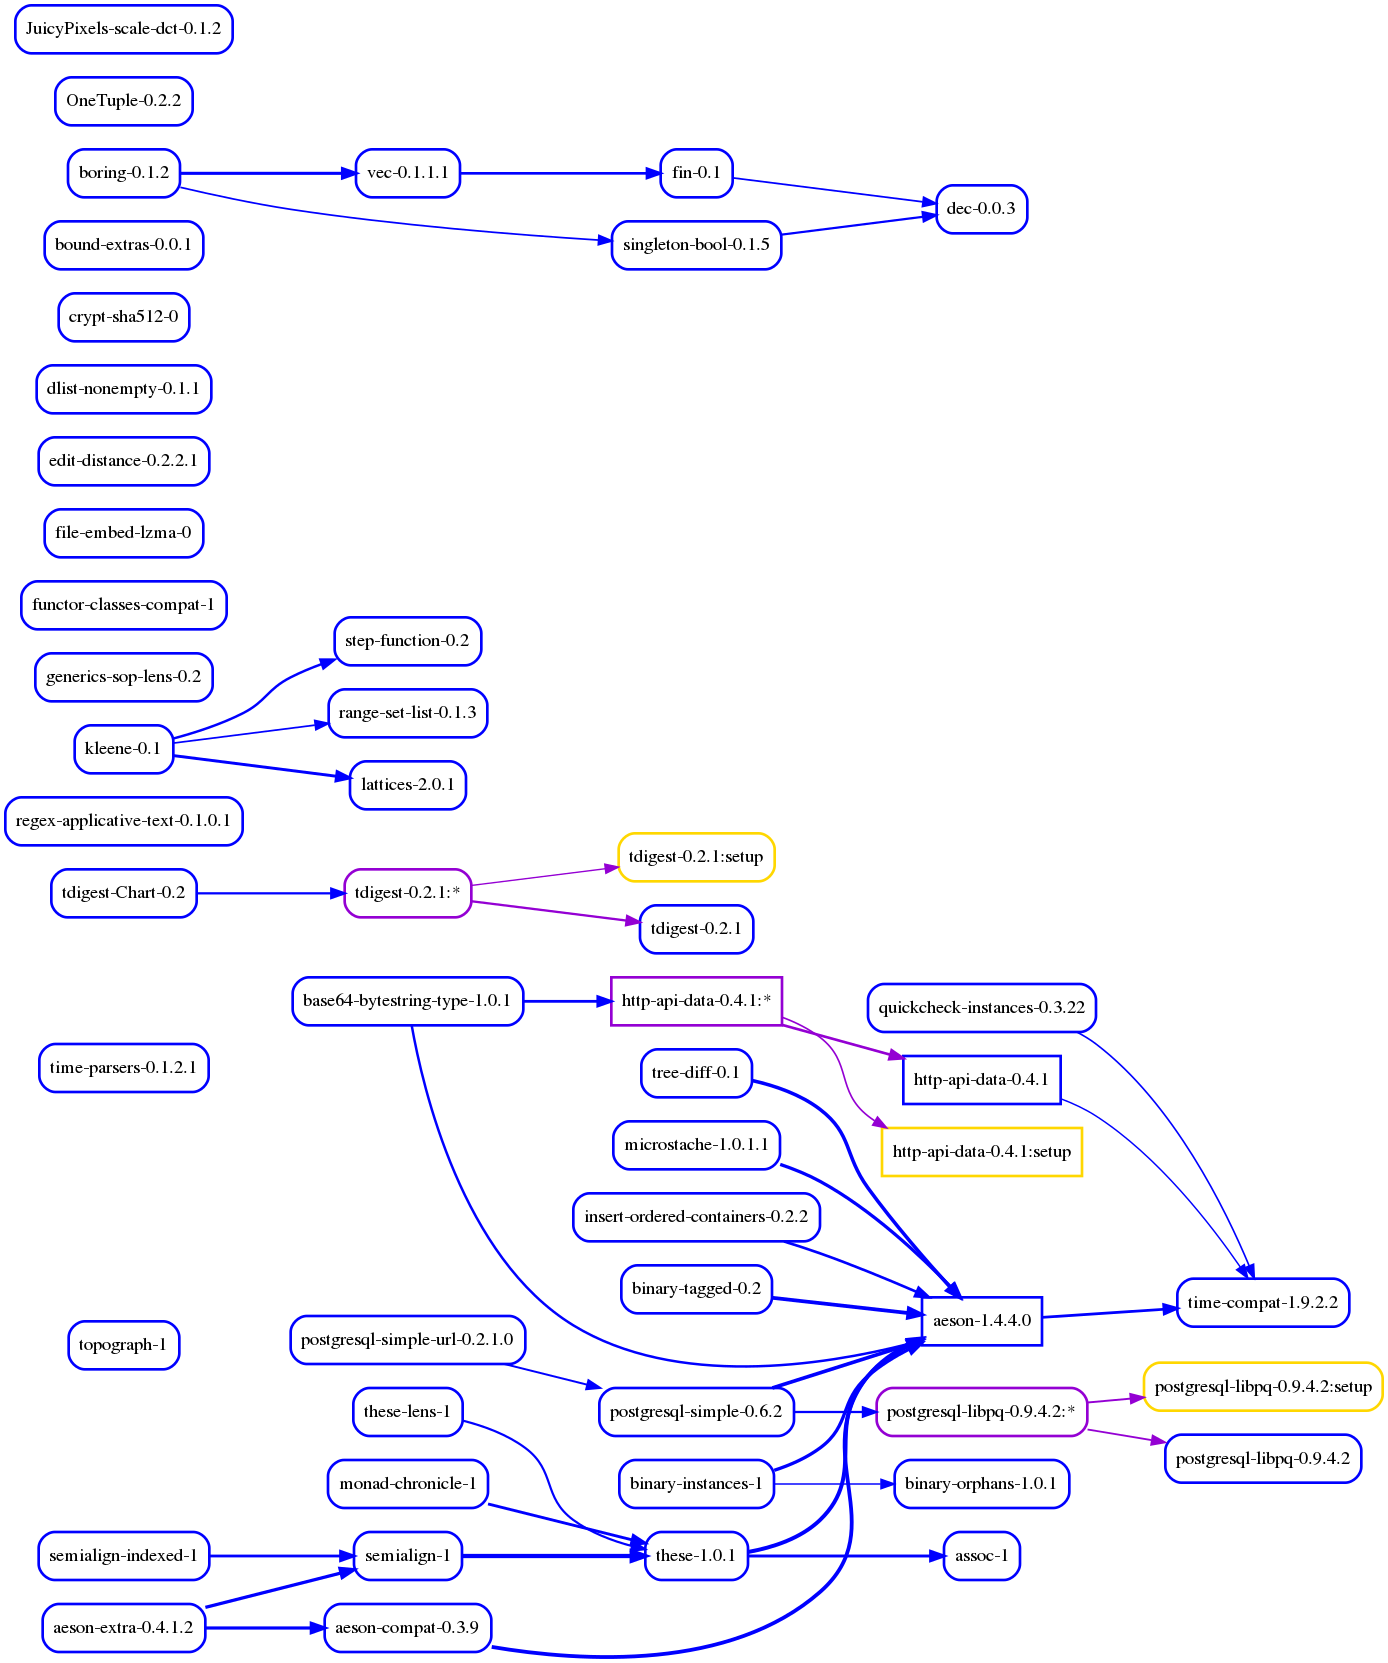 JuicyPixels-scale-dct-0.1.2
OneTuple-0.2.2
boring-0.1.2
vec-0.1.1.1
fin-0.1
dec-0.0.3
bound-extras-0.0.1
singleton-bool-0.1.5
crypt-sha512-0
dlist-nonempty-0.1.1
edit-distance-0.2.2.1
file-embed-lzma-0
functor-classes-compat-1
step-function-0.2
generics-sop-lens-0.2
range-set-list-0.1.3
kleene-0.1
lattices-2.0.1
regex-applicative-text-0.1.0.1
tdigest-0.2.1:setup
tdigest-Chart-0.2
tdigest-0.2.1:*
tdigest-0.2.1
base64-bytestring-type-1.0.1
http-api-data-0.4.1:*
quickcheck-instances-0.3.22
time-parsers-0.1.2.1
tree-diff-0.1
http-api-data-0.4.1
microstache-1.0.1.1
http-api-data-0.4.1:setup
insert-ordered-containers-0.2.2
binary-tagged-0.2
time-compat-1.9.2.2
aeson-1.4.4.0
topograph-1
postgresql-simple-url-0.2.1.0
postgresql-libpq-0.9.4.2:setup
these-lens-1
postgresql-simple-0.6.2
postgresql-libpq-0.9.4.2:*
postgresql-libpq-0.9.4.2
monad-chronicle-1
binary-instances-1
binary-orphans-1.0.1
semialign-indexed-1
semialign-1
these-1.0.1
assoc-1
aeson-extra-0.4.1.2
aeson-compat-0.3.9